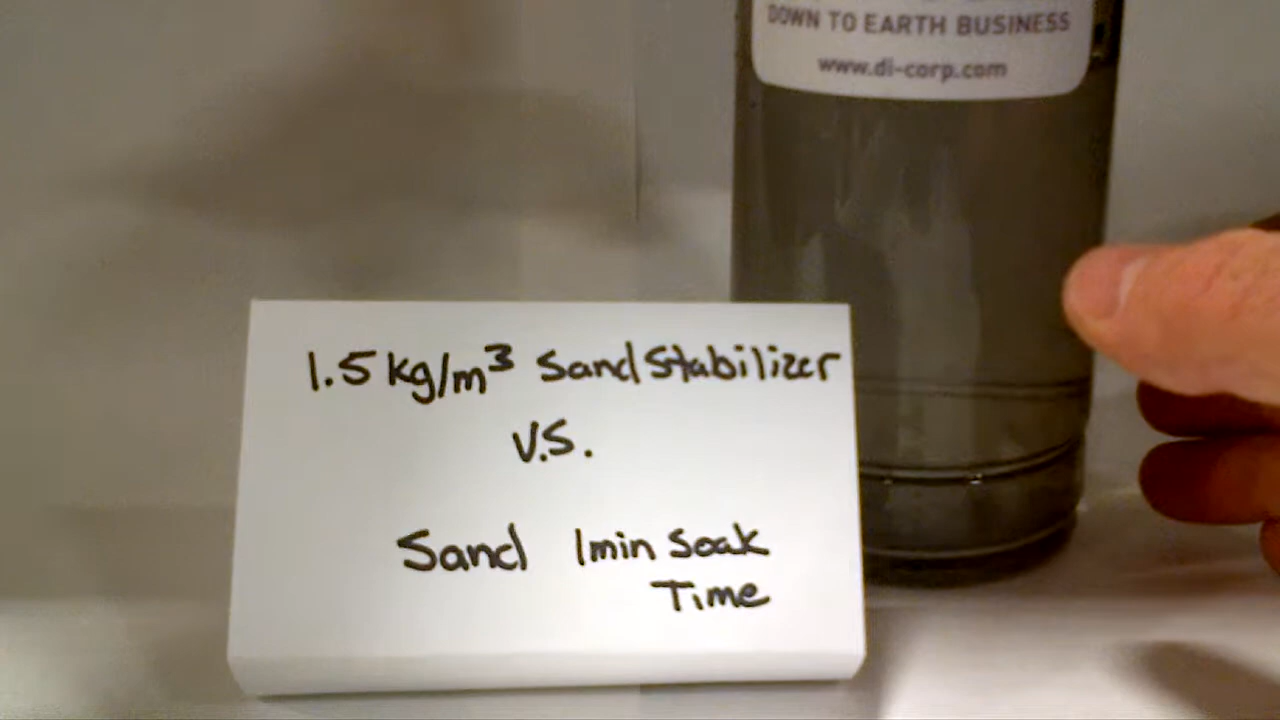 DOWN TO EARTH BUSINESS
www.di-corp.com
1.5 kg/m³ Sand Stabilizer
V.S.
Sand 1min Soak
Time